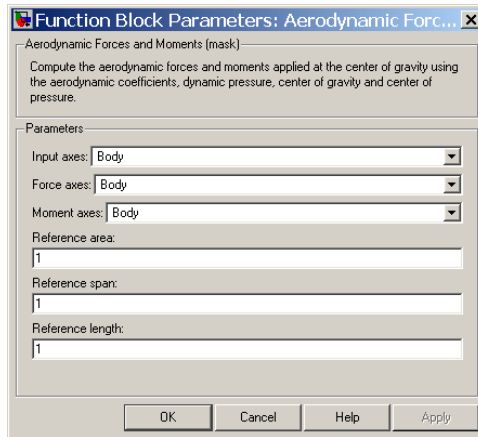 Function Block Parameters: Aerodynamic Forc...
Aerodynamic Forces and Moments (mask)
Compute the aerodynamic forces and moments applied at the center of gravity using
the aerodynamic coefficients, dynamic pressure, center of gravity and center of
pressure.
Parameters
Input axes: Body
Force axes: Body
Moment axes: Body
Reference area:
1
Reference span:
1
Reference length:
1
OK Cancel Help Apply